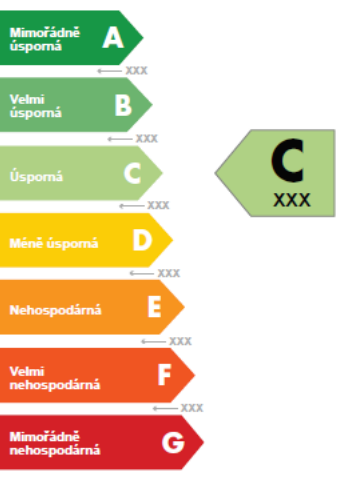 Mimořádně
úsporná
A
XXX
Velmi
úsporná
B
XXX
Úsporná
C
XXX
C
XXX
Méně úsporná
D
XXX
Nehospodárná
E
XXX
Velmi
nehospodárná
F
XXX
Mimořádně
nehospodárná
G